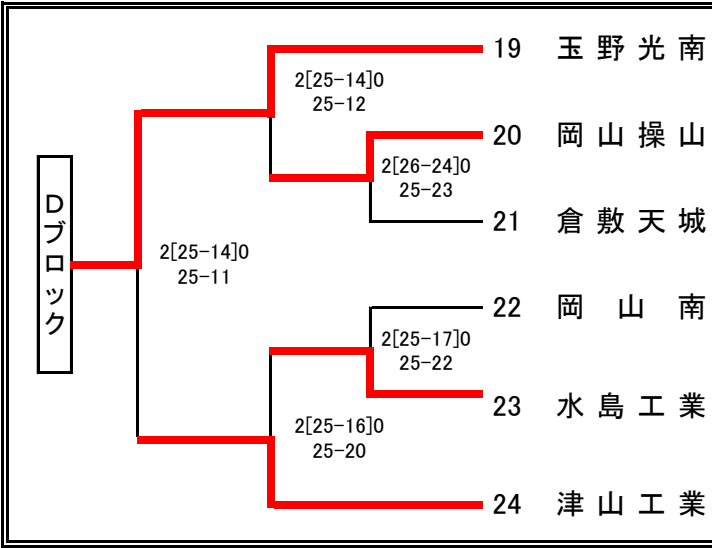 19 玉野光南
2[25-14]0
25-12
20 岡山操山
2[26-24]0
25-23
21 倉敷天城
Dブロック
2[25-14]0
25-11
22 岡山南
2[25-17]0
25-22
23 水島工業
2[25-16]0
25-20
24 津山工業